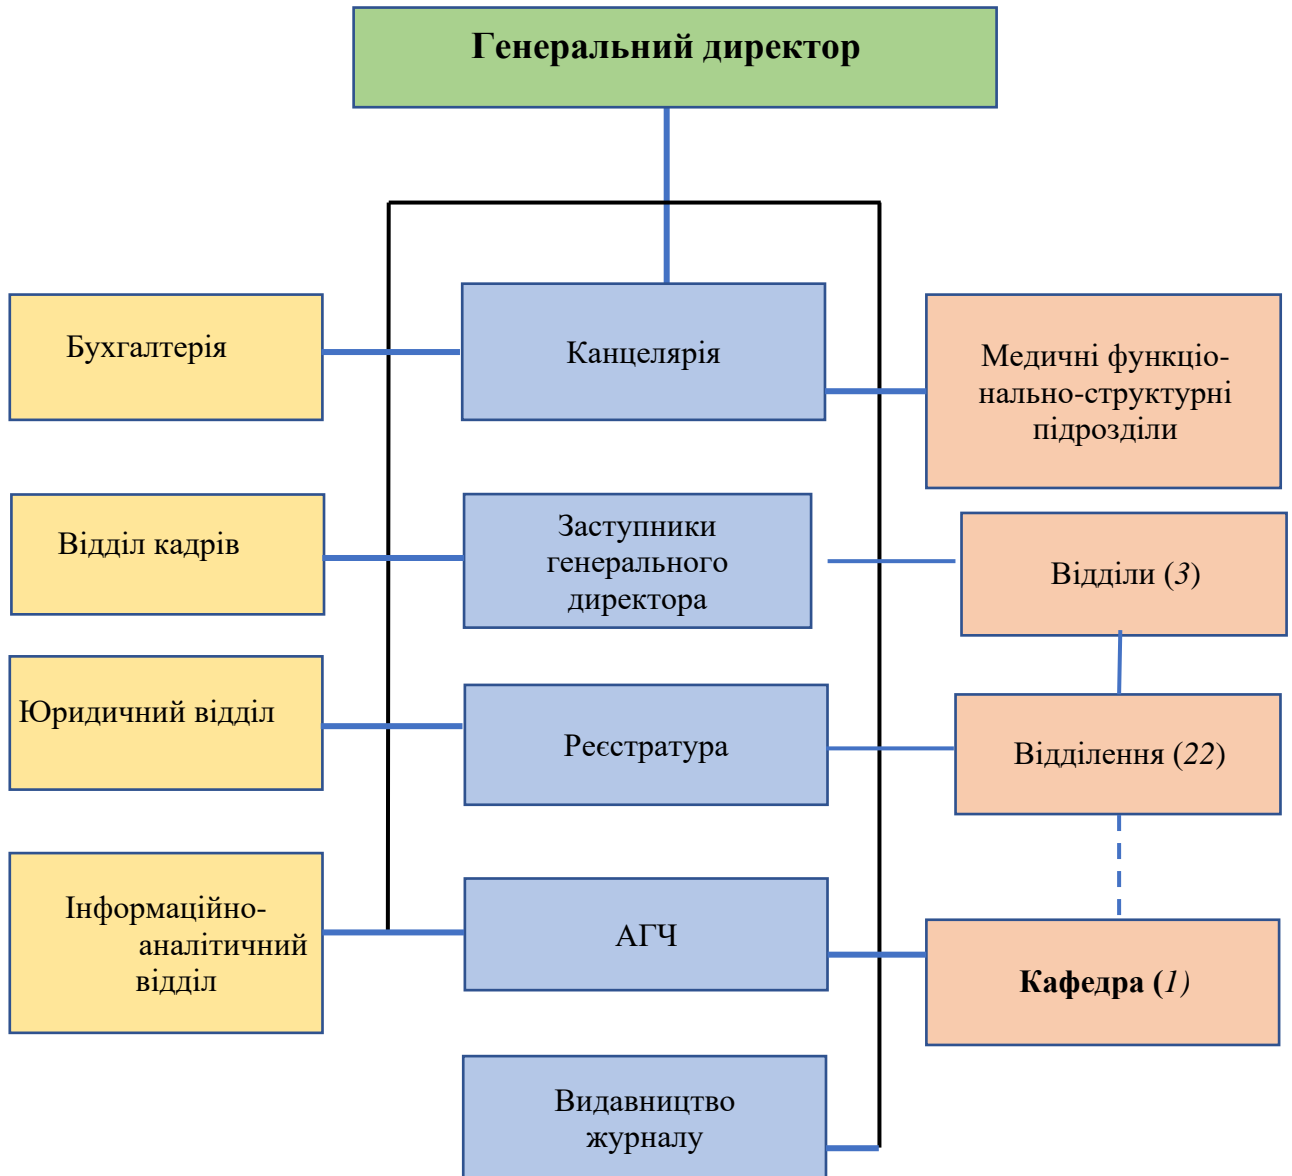 Генеральний директор
Бухгалтерія
Канцелярія
Медичні функціо-
нально-структурні
підрозділи
Відділ кадрів
Заступники
генерального
директора
Відділи (3)
Юридичний відділ
Реєстратура
Відділення (22)
Інформаційно-
аналітичний
відділ
АГЧ
Кафедра (1)
Видавництво
журналу